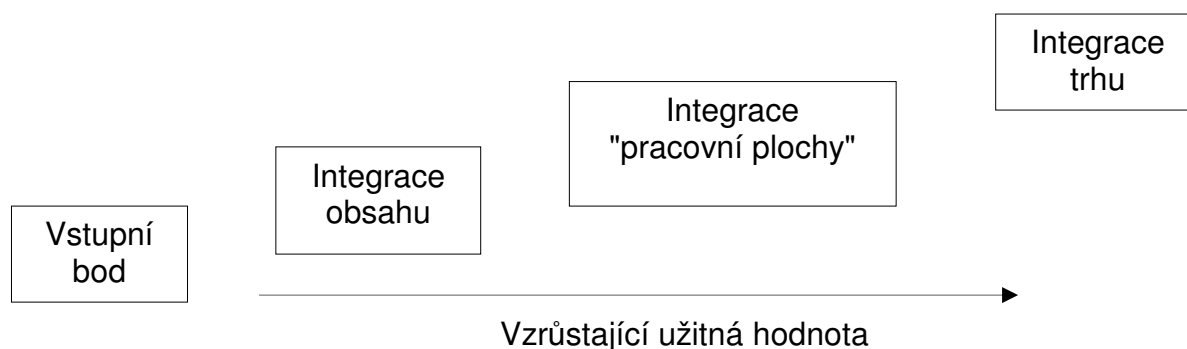 Vstupní
bod
Integrace
obsahu
Integrace
"pracovní plochy"
Integrace
trhu
Vzrůstající užitná hodnota